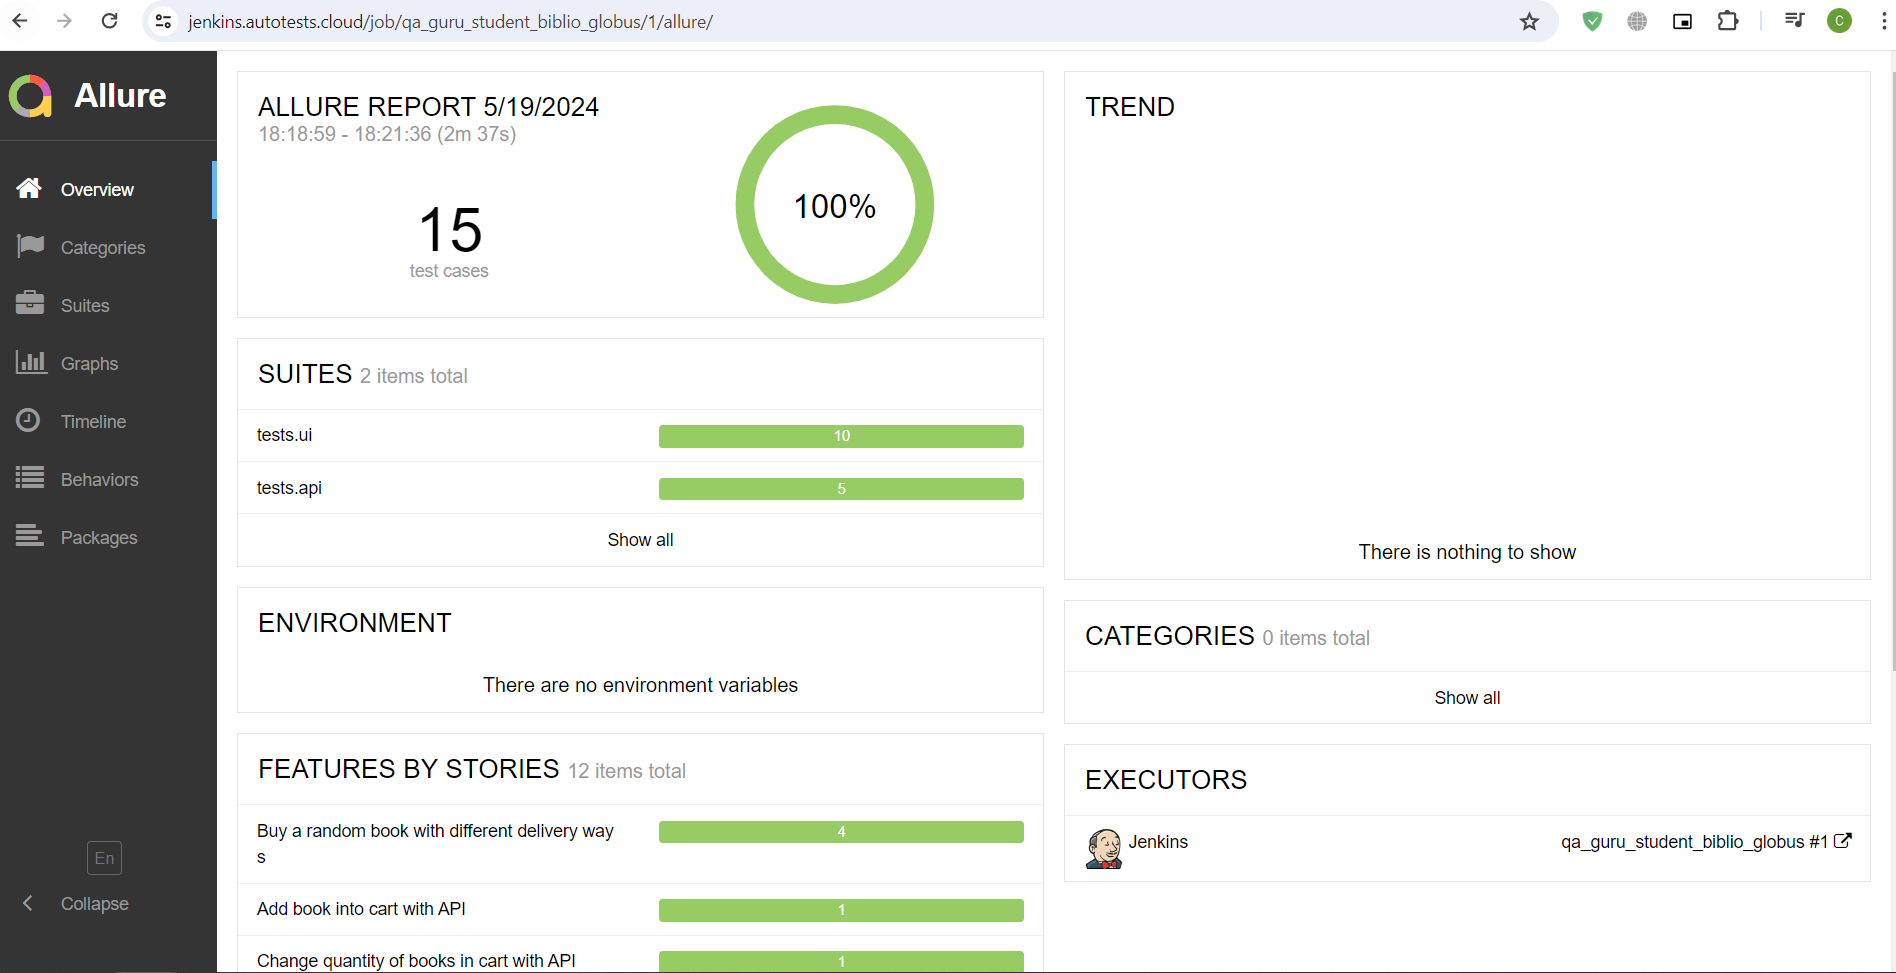 jenkins.autotests.cloud/job/qa_guru_student_biblio_globus/1/allure/
C
Allure
Overview
Categories
Suites
Graphs
Timeline
Behaviors
Packages
En
Collapse
ALLURE REPORT 5/19/2024
18:18:59 - 18:21:36 (2m 37s)
15
test cases
100%
SUITES 2 items total
tests.ui 10
tests.api 5
Show all
ENVIRONMENT
There are no environment variables
FEATURES BY STORIES 12 items total
Buy a random book with different delivery way
s
4
Add book into cart with API 1
Change quantity of books in cart with API 1
TREND
There is nothing to show
CATEGORIES 0 items total
Show all
EXECUTORS
Jenkins qa_guru_student_biblio_globus #1